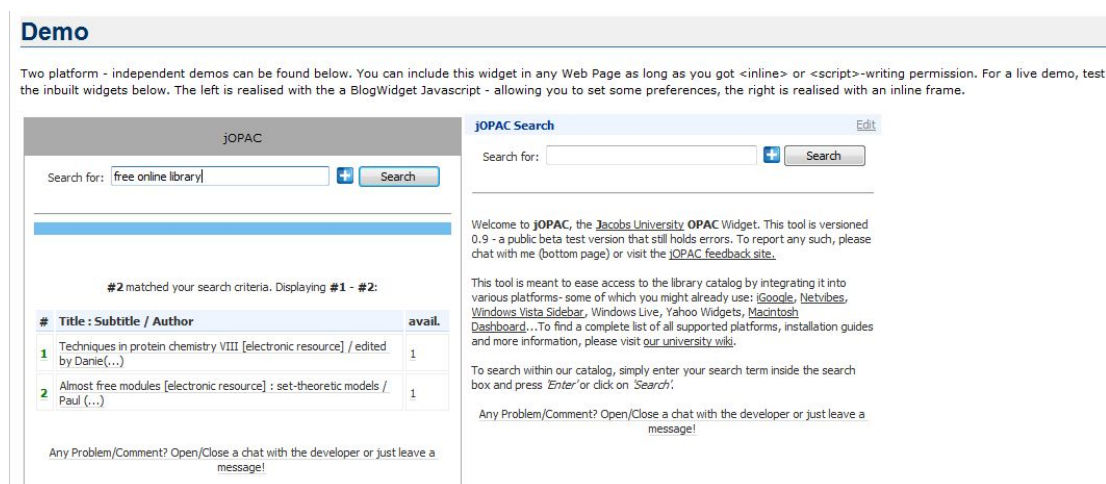 Demo
Two platform - independent demos can be found below. You can include this widget in any Web Page as long as you got <inline> or <script>-writing permission. For a live demo, test
the inbuilt widgets below. The left is realised with the a BlogWidget Javascript - allowing you to set some preferences, the right is realised with an inline frame.
jOPAC
Search for: free online library Search
#2 matched your search criteria. Displaying #1 - #2:
# Title : Subtitle / Author avail.
1 Techniques in protein chemistry VIII [electronic resource] / edited
by Danie(...) 1
2 Almost free modules [electronic resource] : set-theoretic models /
Paul (...) 1
Any Problem/Comment? Open/Close a chat with the developer or just leave a
message!
jOPAC Search Edit
Search for: Search
Welcome to jOPAC, the Jacobs University OPAC Widget. This tool is versioned
0.9 - a public beta test version that still holds errors. To report any such, please
chat with me (bottom page) or visit the jOPAC feedback site.
This tool is meant to ease access to the library catalog by integrating it into
various platforms- some of which you might already use: iGoogle, Netvibes,
Windows Vista Sidebar, Windows Live, Yahoo Widgets, Macintosh
Dashboard...To find a complete list of all supported platforms, installation guides
and more information, please visit our university wiki.
To search within our catalog, simply enter your search term inside the search
box and press 'Enter' or click on 'Search'.
Any Problem/Comment? Open/Close a chat with the developer or just leave a
message!